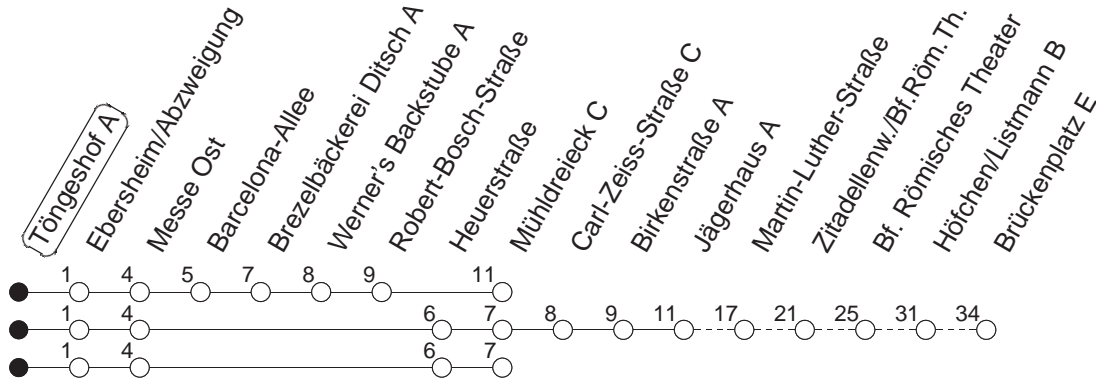 Töngeshof A
Ebersheim/Abzweigung
Messe Ost
Barcelona-Allee
Brezelbäckerei Ditsch A
Werner's Backstube A
Robert-Bosch-Straße
Heuerstraße
Mühldreieck C
Carl-Zeiss-Straße C
Birkenstraße A
Jägerhaus A
Martin-Luther-Straße
Zitadellenw./Bf.Röm.Th.
Bf. Römisches Theater
Höfchen/Listmann B
Brückenplatz E
1 4 5 7 8 9 11
1 4 6 7 8 9 11 17 21 25 31 34
1 4 6 7